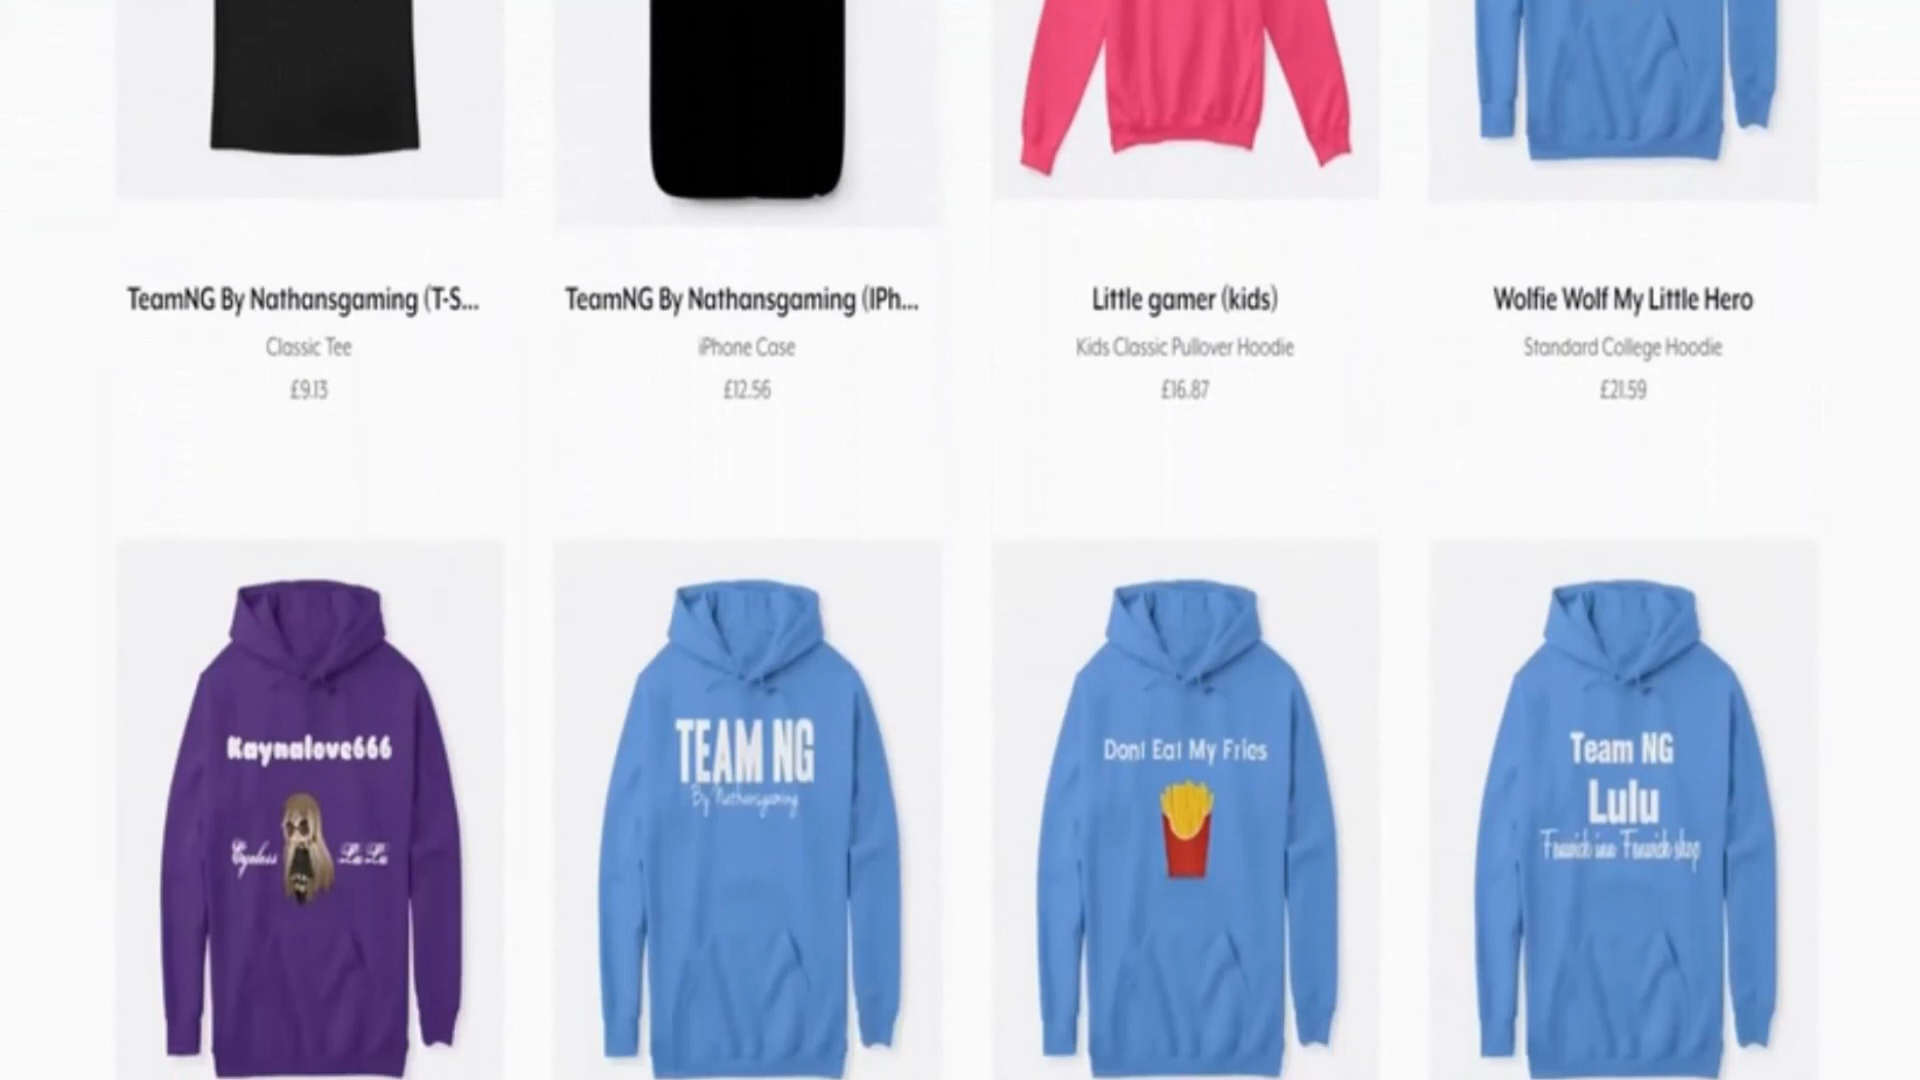 TeamNG By Nathansgaming (T-S...
Classic Tee
£9.13
TeamNG By Nathansgaming (IPh...
iPhone Case
£12.56
Little gamer (kids)
Kids Classic Pullover Hoodie
£16.87
Wolfie Wolf My Little Hero
Standard College Hoodie
£21.59
Kaynalove666
Eyeless LuLu
TEAM NG
By Nathansgaming
Dont Eat My Fries
Team NG
Lulu